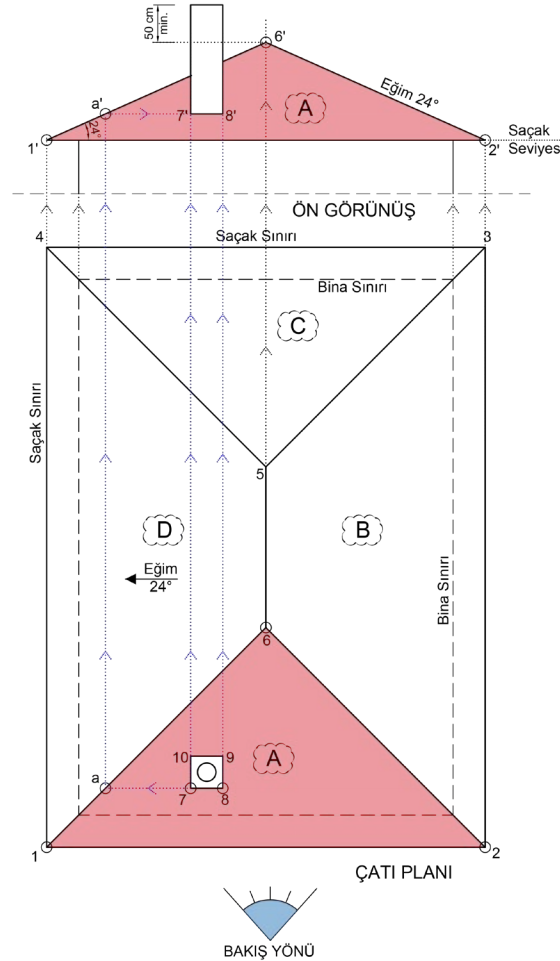 50 cm
min.
6'
Eğim 24°
a'
7'
8'
A
24°
1'
2'
Saçak
Seviyes
ÖN GÖRÜNÜŞ
4
Saçak Sınırı
3
Bina Sınırı
C
Saçak Sınırı
5
D
B
Eğim
24°
Bina Sınırı
6
10
9
A
a
7
8
1
2
ÇATI PLANI
BAKIŞ YÖNÜ